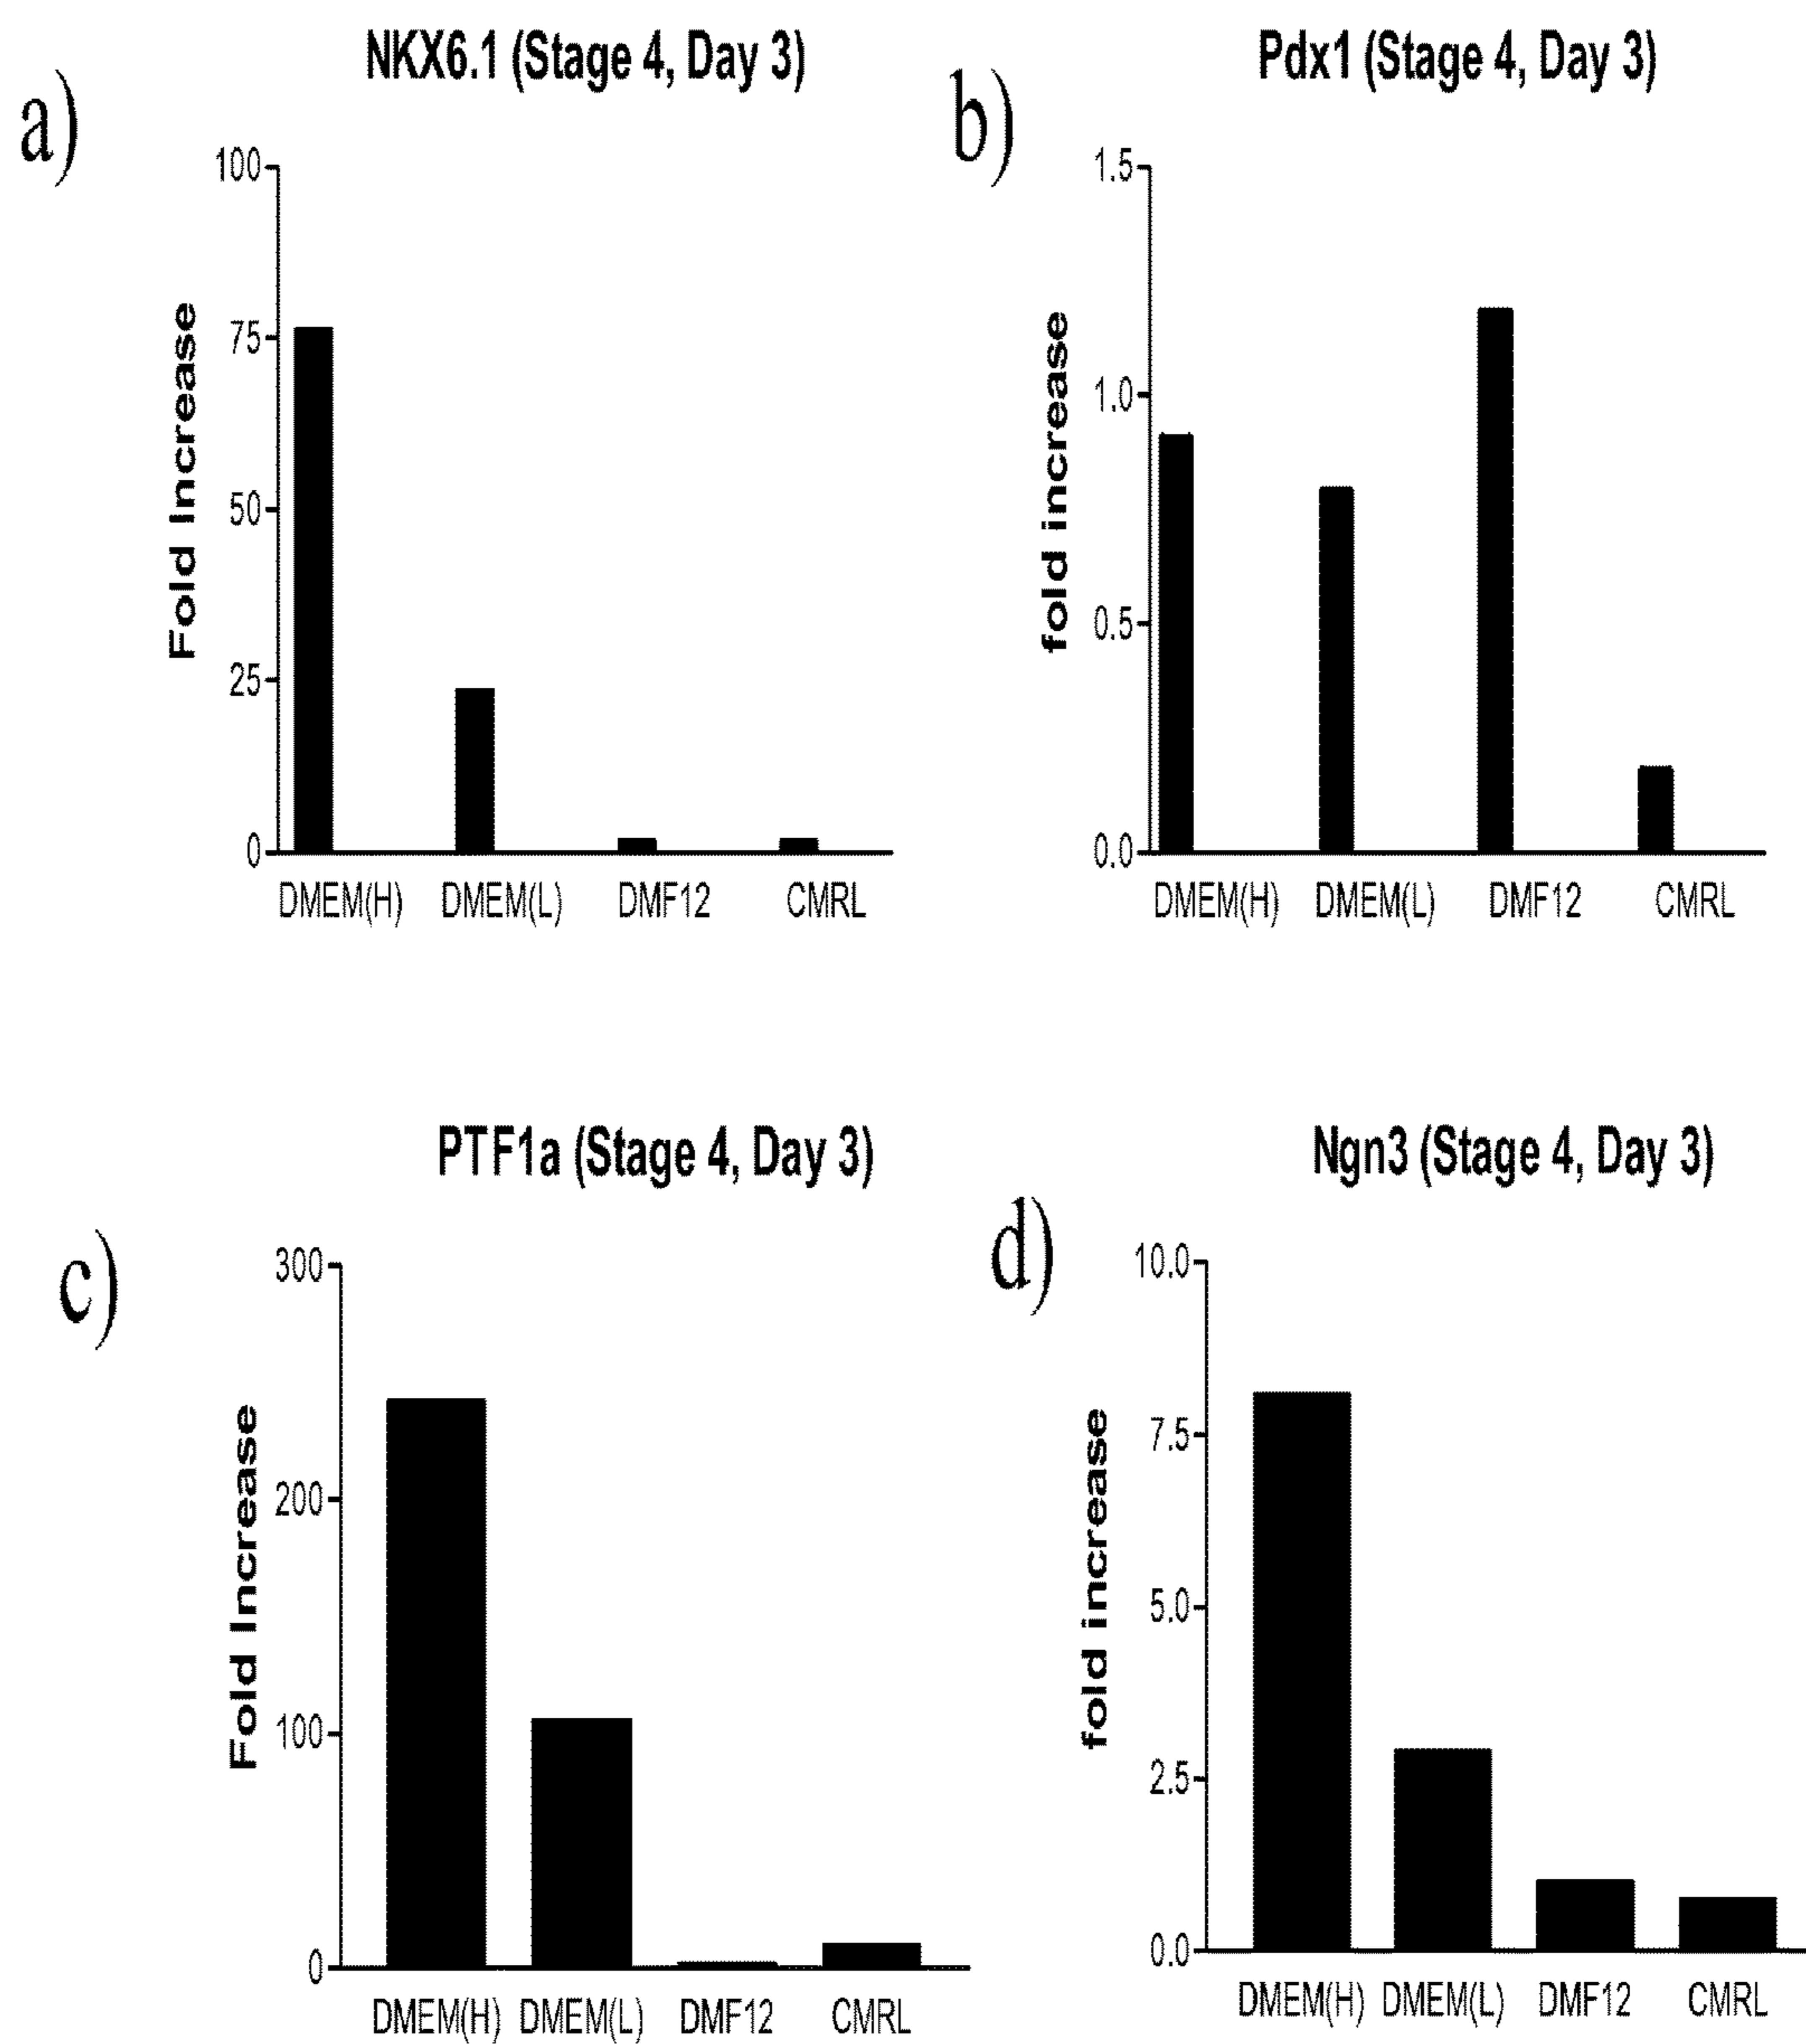 a)
NKX6.1 (Stage 4, Day 3)
Fold Increase
100
75
50
25
0
DMEM(H) DMEM(L) DMF12 CMRL
b)
Pdx1 (Stage 4, Day 3)
fold increase
1.5
1.0
0.5
0.0
DMEM(H) DMEM(L) DMF12 CMRL
c)
PTF1a (Stage 4, Day 3)
Fold Increase
300
200
100
0
DMEM(H) DMEM(L) DMF12 CMRL
d)
Ngn3 (Stage 4, Day 3)
fold increase
10.0
7.5
5.0
2.5
0.0
DMEM(H) DMEM(L) DMF12 CMRL